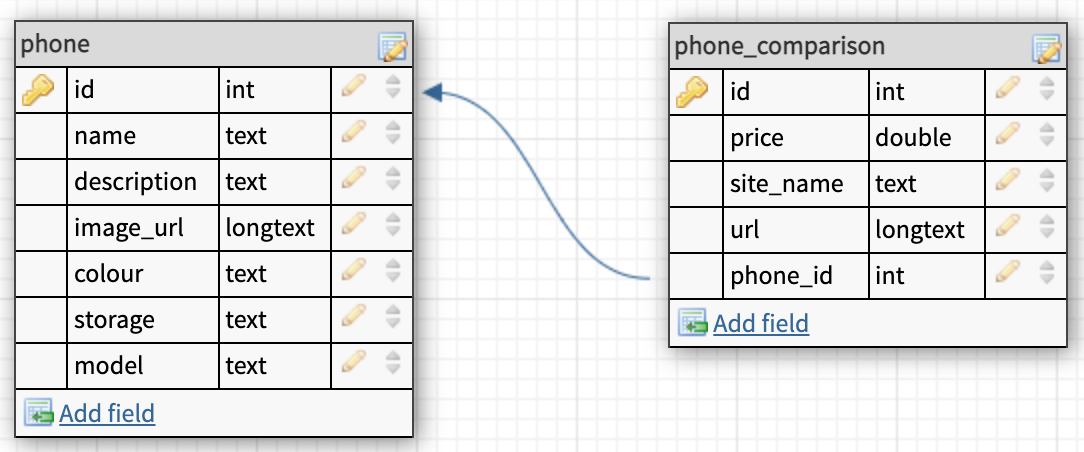 phone
id int
name text
description text
image_url longtext
colour text
storage text
model text
Add field
phone_comparison
id int
price double
site_name text
url longtext
phone_id int
Add field